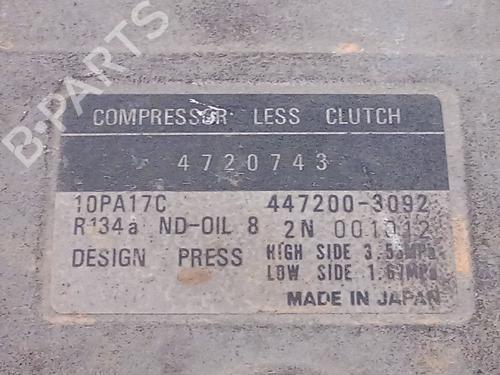 B-PARTS
COMPRESSOR LESS CLUTCH
4720743
10PA17C 447200-3092
R134a ND-OIL 8 2N 001012
DESIGN PRESS HIGH SIDE 3.53MPa
LOW SIDE 1.67MPa
MADE IN JAPAN